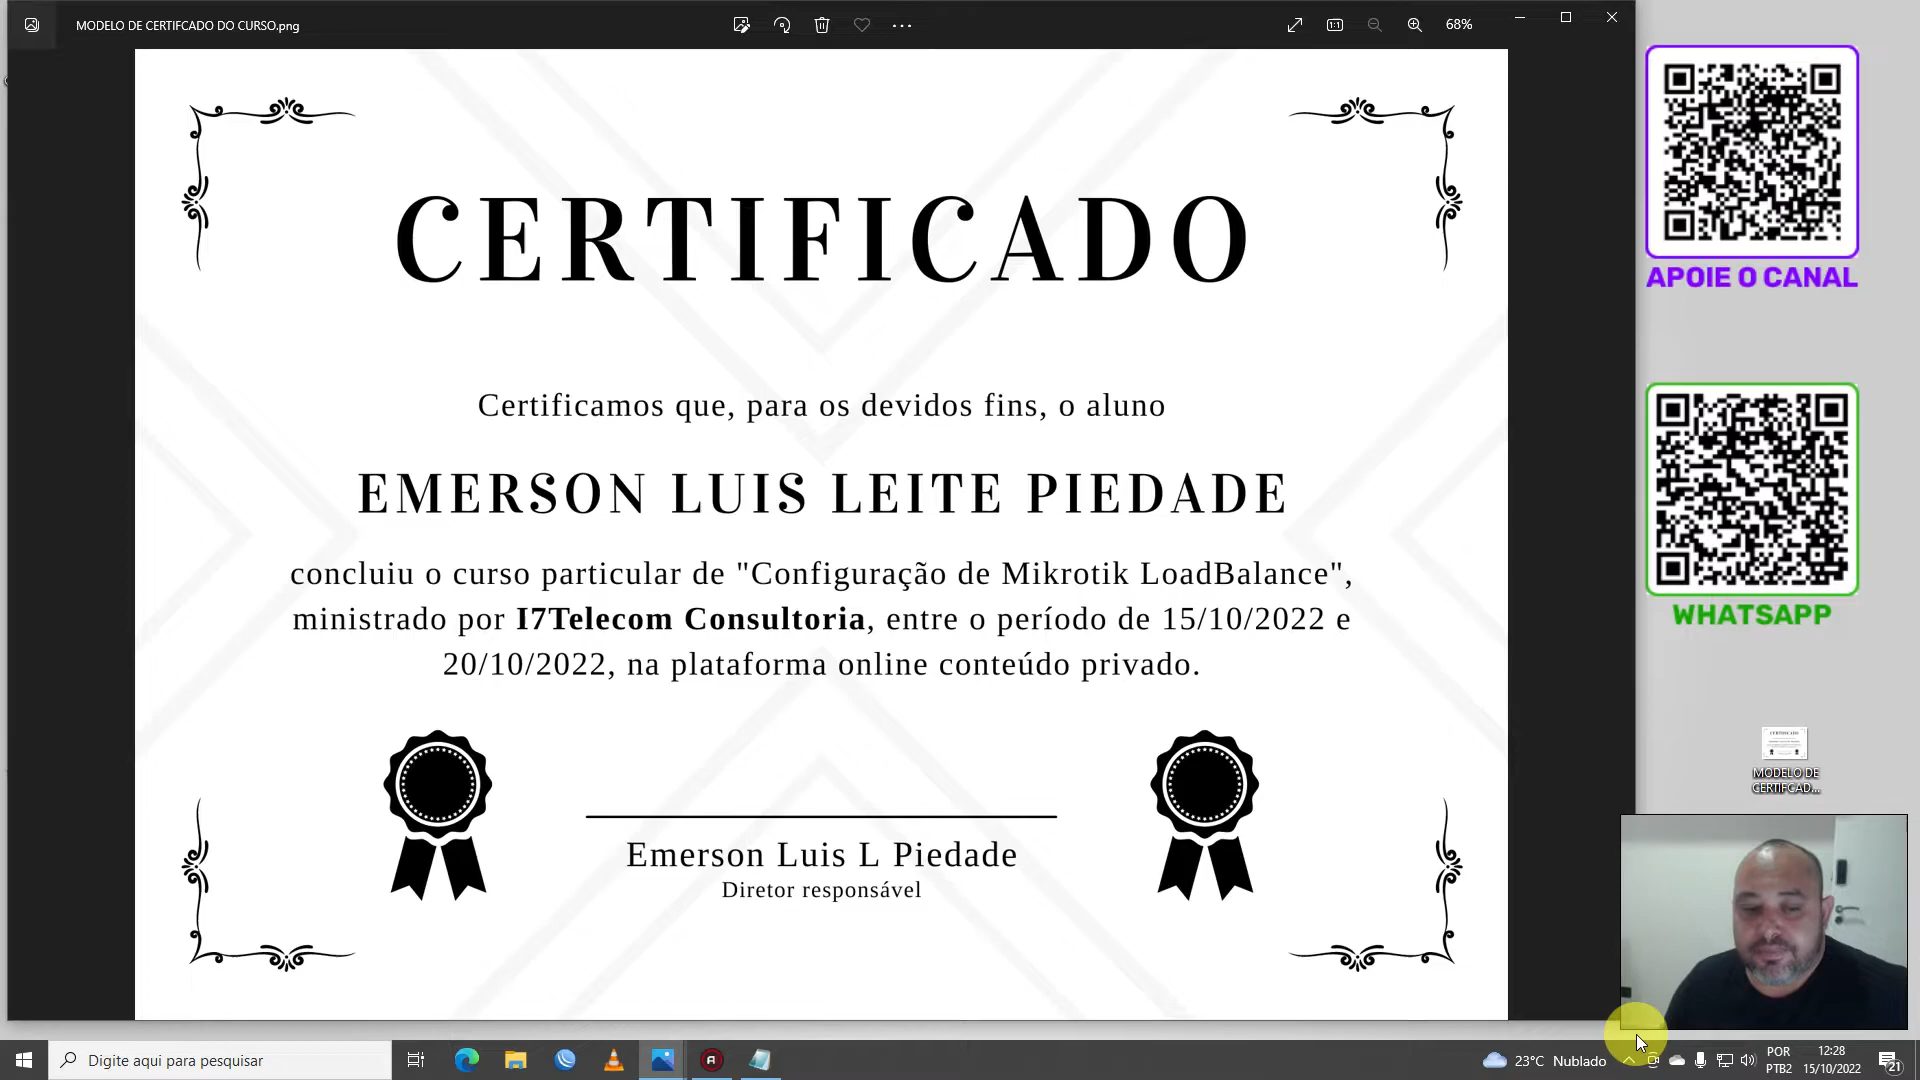 MODELO DE CERTIFCADO DO CURSO.png
68%
CERTIFICADO
Certificamos que, para os devidos fins, o aluno
EMERSON LUIS LEITE PIEDADE
concluiu o curso particular de "Configuração de Mikrotik LoadBalance",
ministrado por I7Telecom Consultoria, entre o período de 15/10/2022 e
20/10/2022, na plataforma online conteúdo privado.
Emerson Luis L Piedade
Diretor responsável
APOIE O CANAL
WHATSAPP
MODELO DE
CERTIFCAD...
Digite aqui para pesquisar
23°C Nublado
POR
PTB2
12:28
15/10/2022
21